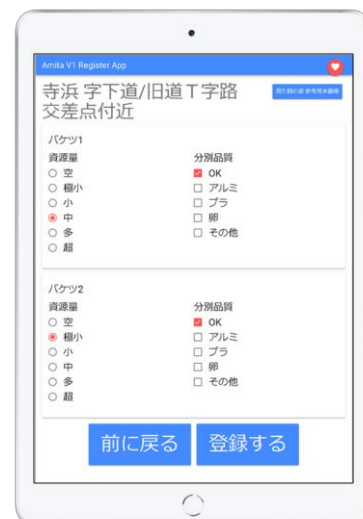 Amita V1 Register App
寺浜 字下道/旧道T字路
交差点付近
バケツ1
資源量
分別品質
空
OK
極小
アルミ
小
プラ
中
卵
多
その他
超
バケツ2
資源量
分別品質
空
OK
極小
アルミ
小
プラ
中
卵
多
その他
超
前に戻る
登録する